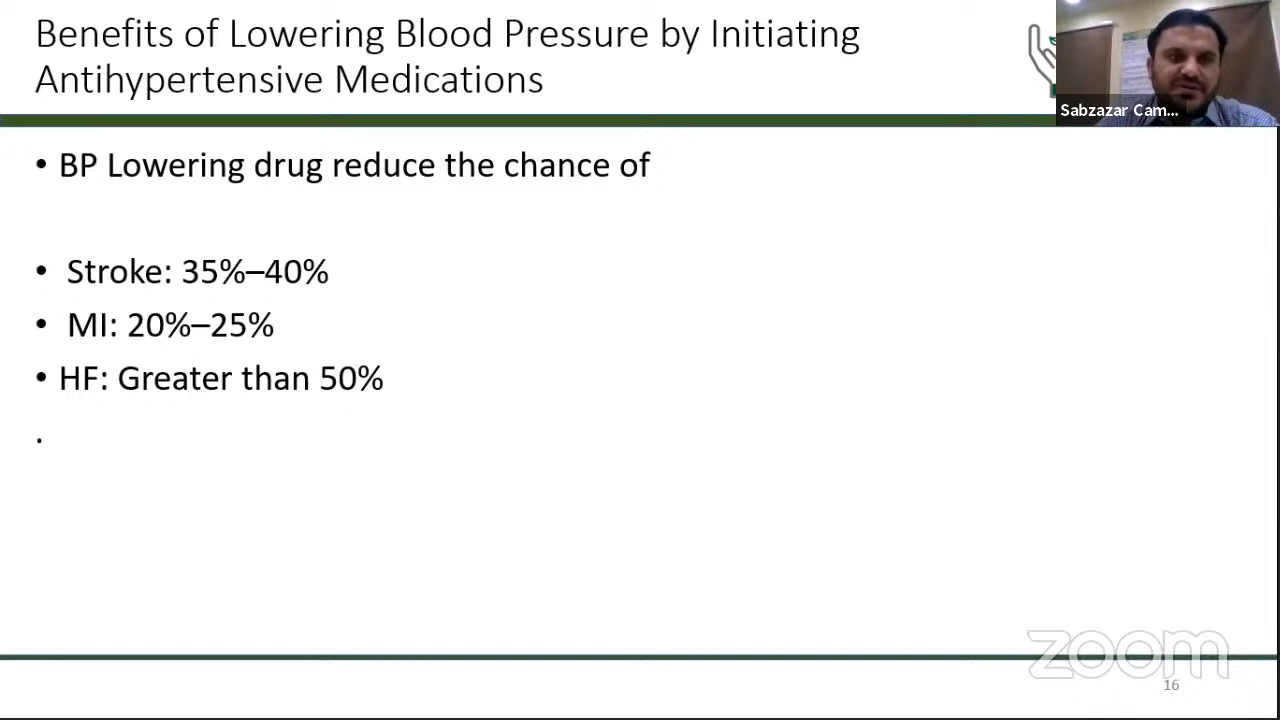 Benefits of Lowering Blood Pressure by Initiating
Antihypertensive Medications
Sabzazar Cam...
• BP Lowering drug reduce the chance of
• Stroke: 35%–40%
• MI: 20%–25%
• HF: Greater than 50%
.
zoom
16